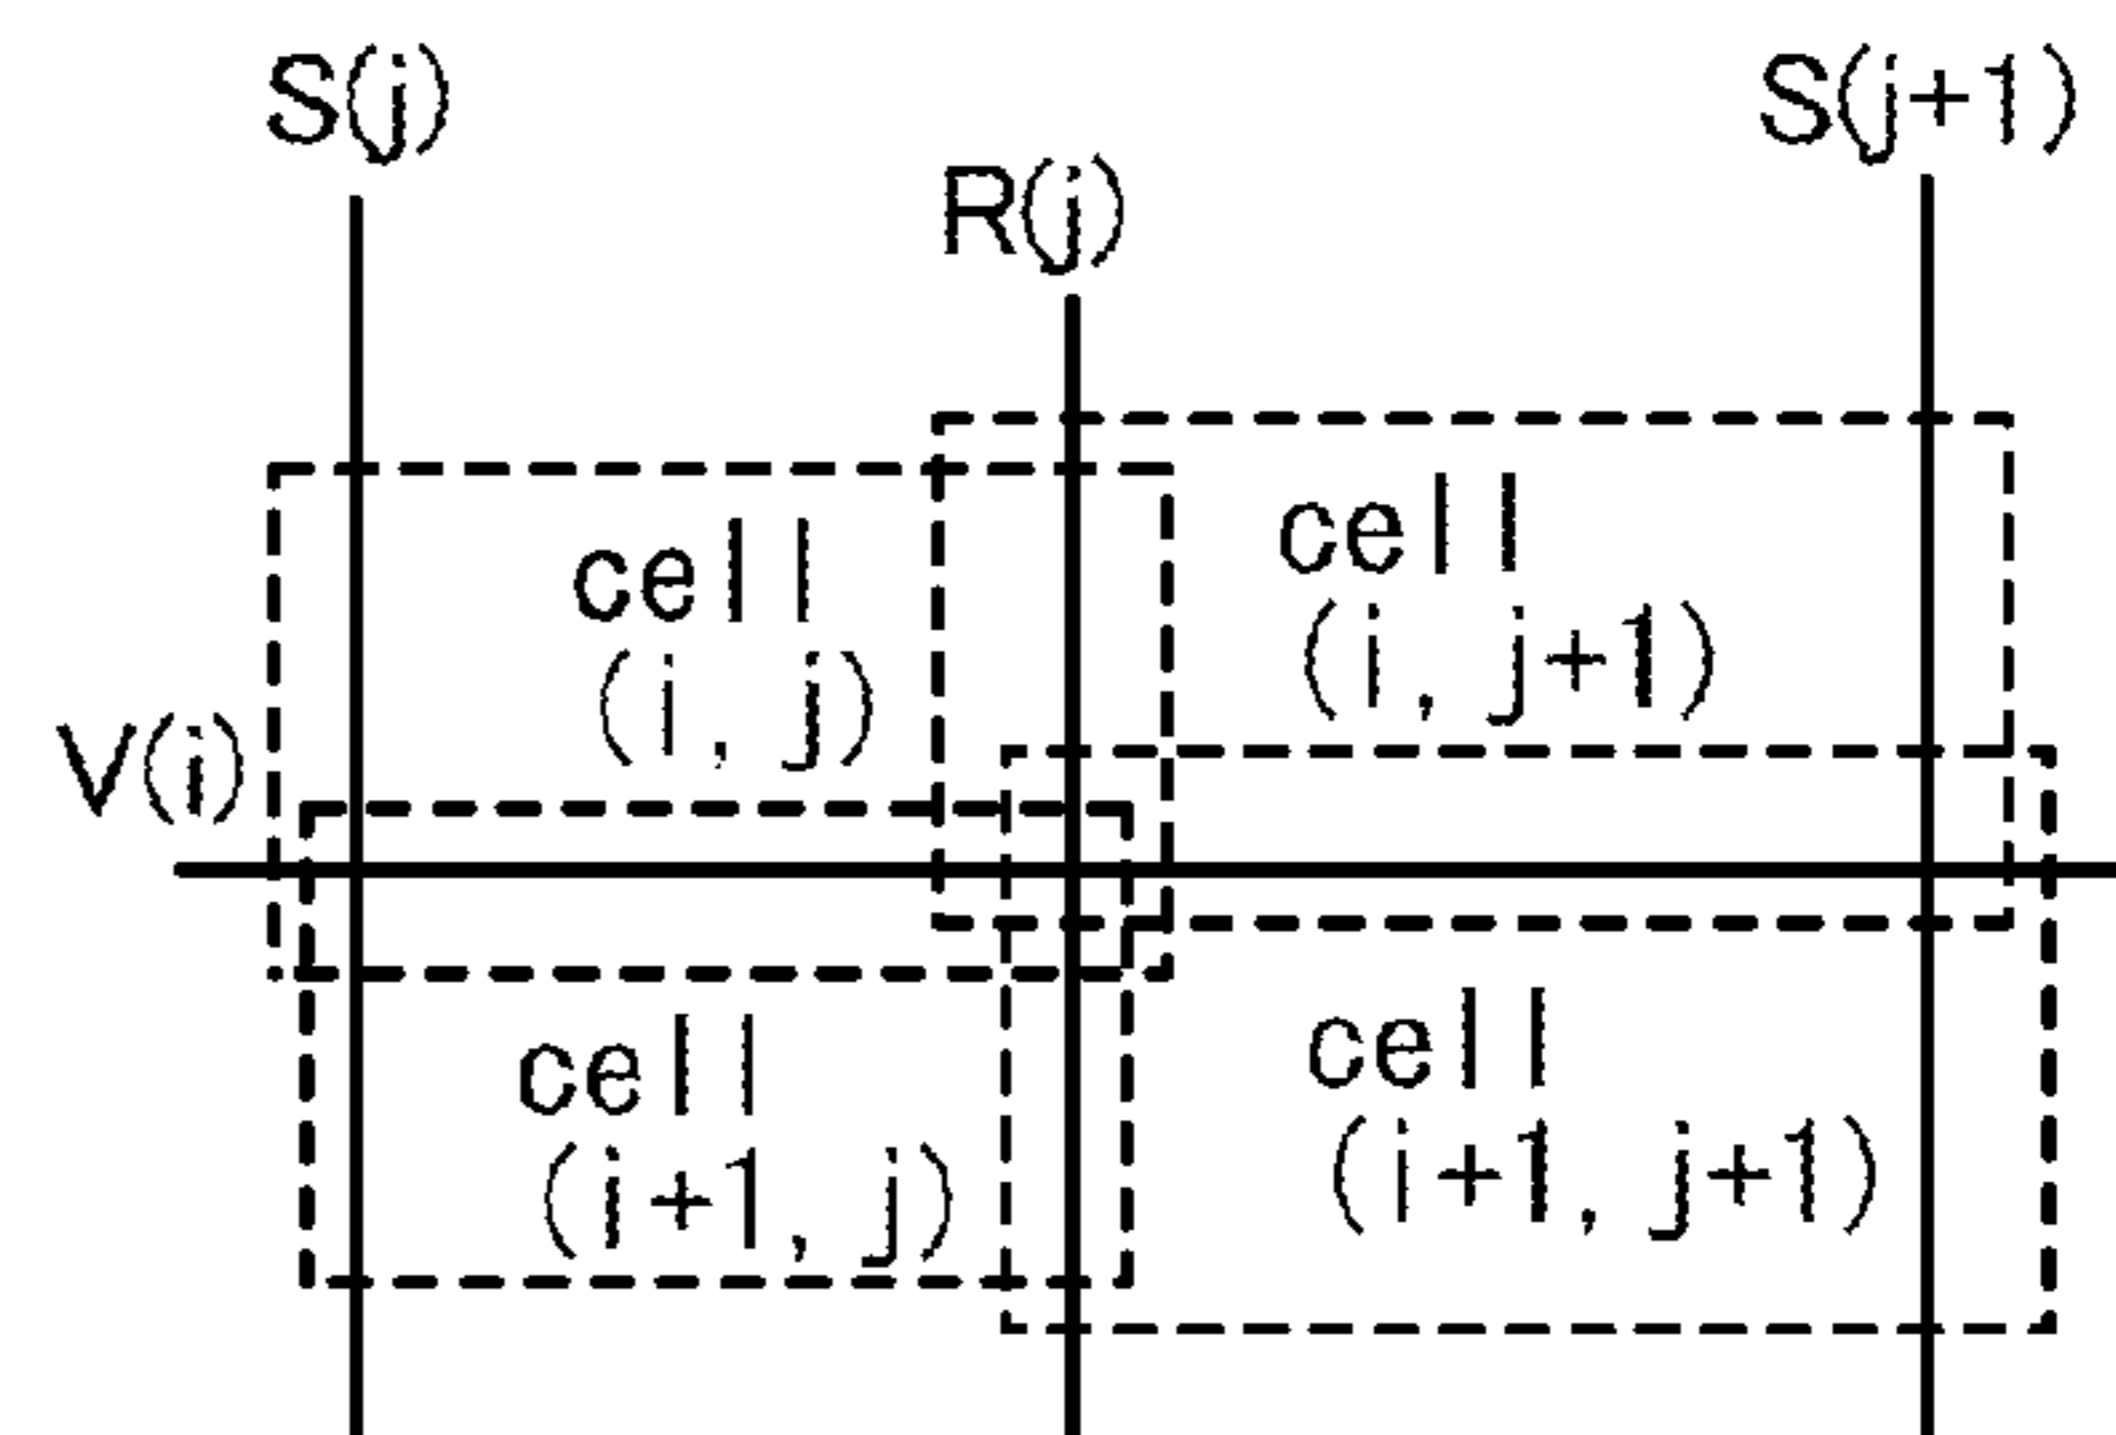 S(j)
S(j+1)
R(j)
cell
(i, j)
cell
(i, j+1)
V(i)
cell
(i+1, j)
cell
(i+1, j+1)